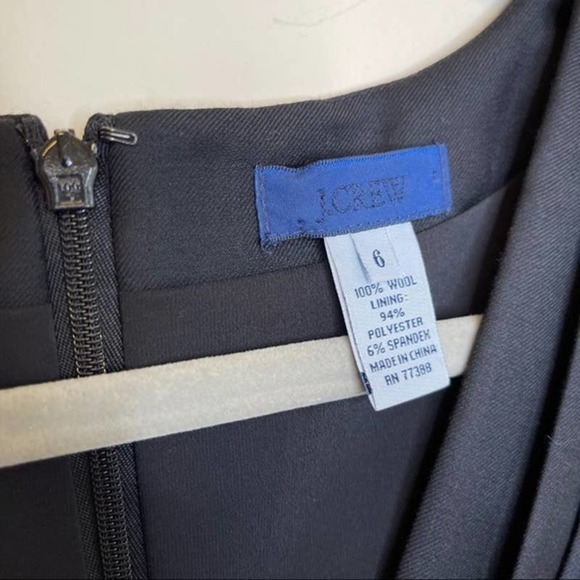 J.CREW
6
100% WOOL
LINING:
94%
POLYESTER
6% SPANDEX
MADE IN CHINA
RN 77388